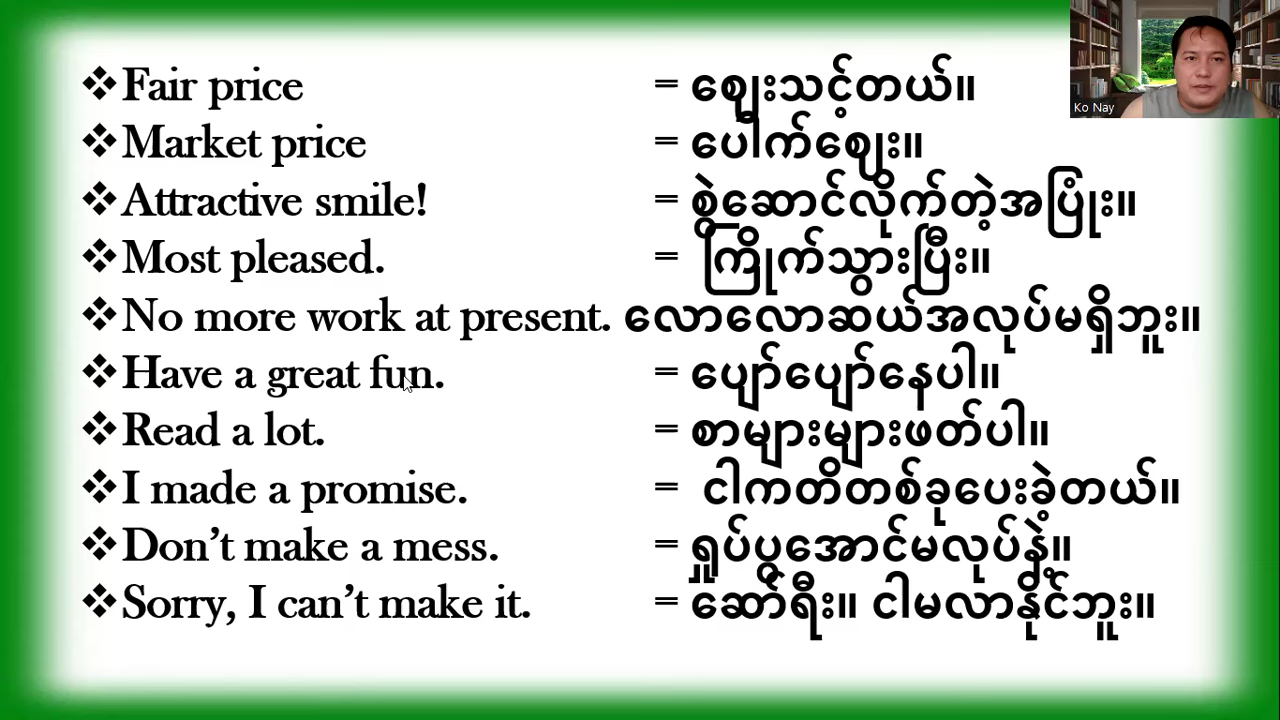 ❖Fair price = ဈေးသင့်တယ်။
❖Market price = ပေါက်ဈေး။
❖Attractive smile! = စွဲဆောင်လိုက်တဲ့အပြုံး။
❖Most pleased. = ကြိုက်သွားပြီး။
❖No more work at present. လောလောဆယ်အလုပ်မရှိဘူး။
❖Have a great fun. = ပျော်ပျော်နေပါ။
❖Read a lot. = စာများများဖတ်ပါ။
❖I made a promise. = ငါကတိတစ်ခုပေးခဲ့တယ်။
❖Don’t make a mess. = ရှုပ်ပွအောင်မလုပ်နဲ့။
❖Sorry, I can’t make it. = ဆော်ရီး။ ငါမလာနိုင်ဘူး။
Ko Nay